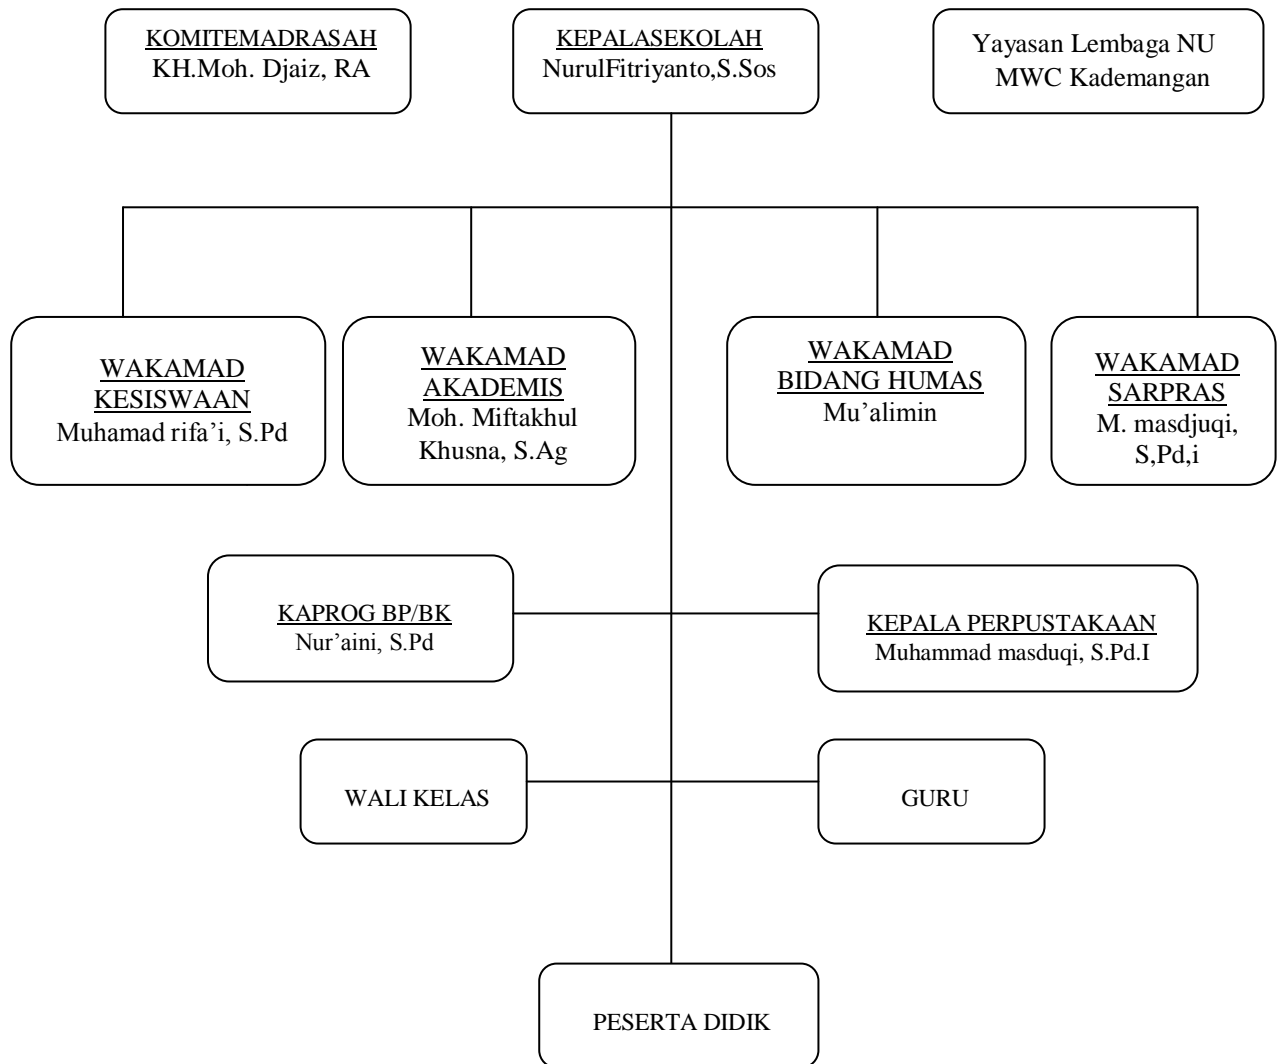 KOMITEMADRASAH
KH.Moh. Djaiz, RA
KEPALASEKOLAH
NurulFitriyanto,S.Sos
Yayasan Lembaga NU
MWC Kademangan
WAKAMAD
KESISWAAN
Muhamad rifa’i, S.Pd
WAKAMAD
AKADEMIS
Moh. Miftakhul
Khusna, S.Ag
WAKAMAD
BIDANG HUMAS
Mu’alimin
WAKAMAD
SARPRAS
M. masdjuqi,
S,Pd,i
KAPROG BP/BK
Nur’aini, S.Pd
KEPALA PERPUSTAKAAN
Muhammad masduqi, S.Pd.I
WALI KELAS
GURU
PESERTA DIDIK